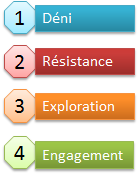 1 Déni
2 Résistance
3 Exploration
4 Engagement